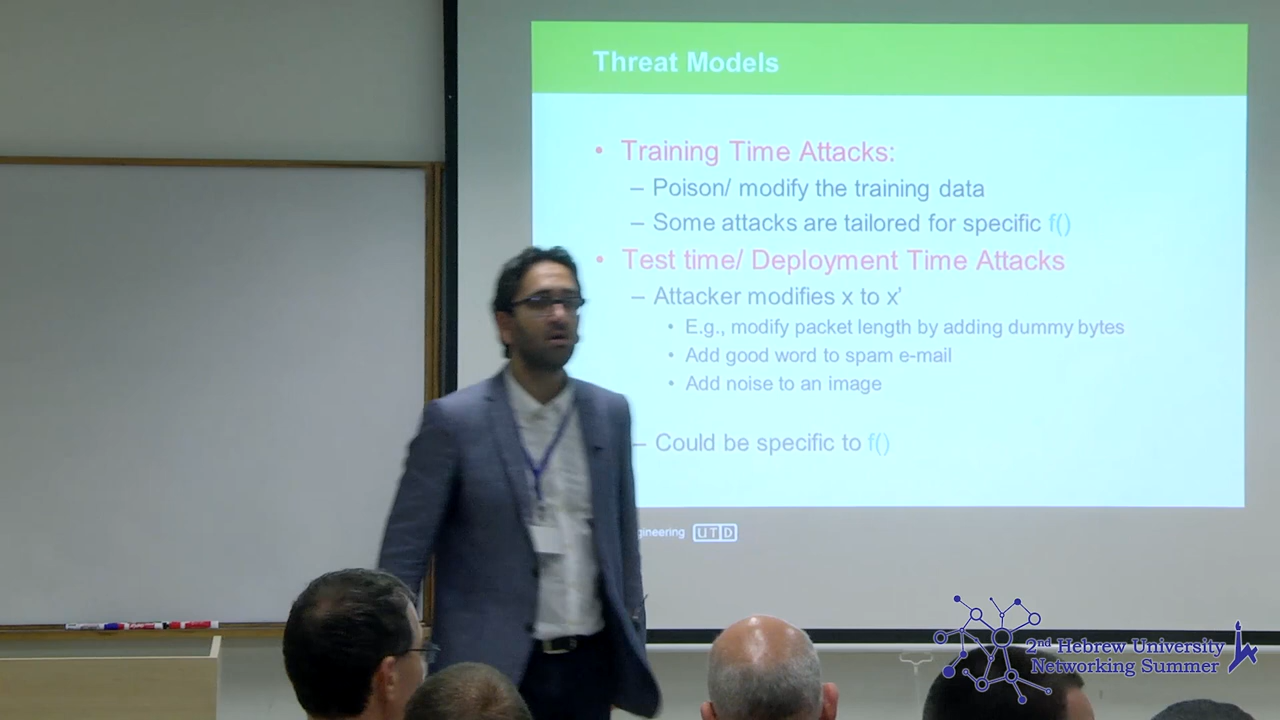 Threat Models
• Training Time Attacks:
– Poison/ modify the training data
– Some attacks are tailored for specific f()
• Test time/ Deployment Time Attacks
– Attacker modifies x to x’
• E.g., modify packet length by adding dummy bytes
• Add good word to spam e-mail
• Add noise to an image
– Could be specific to f()
UTD
2nd Hebrew University
Networking Summer